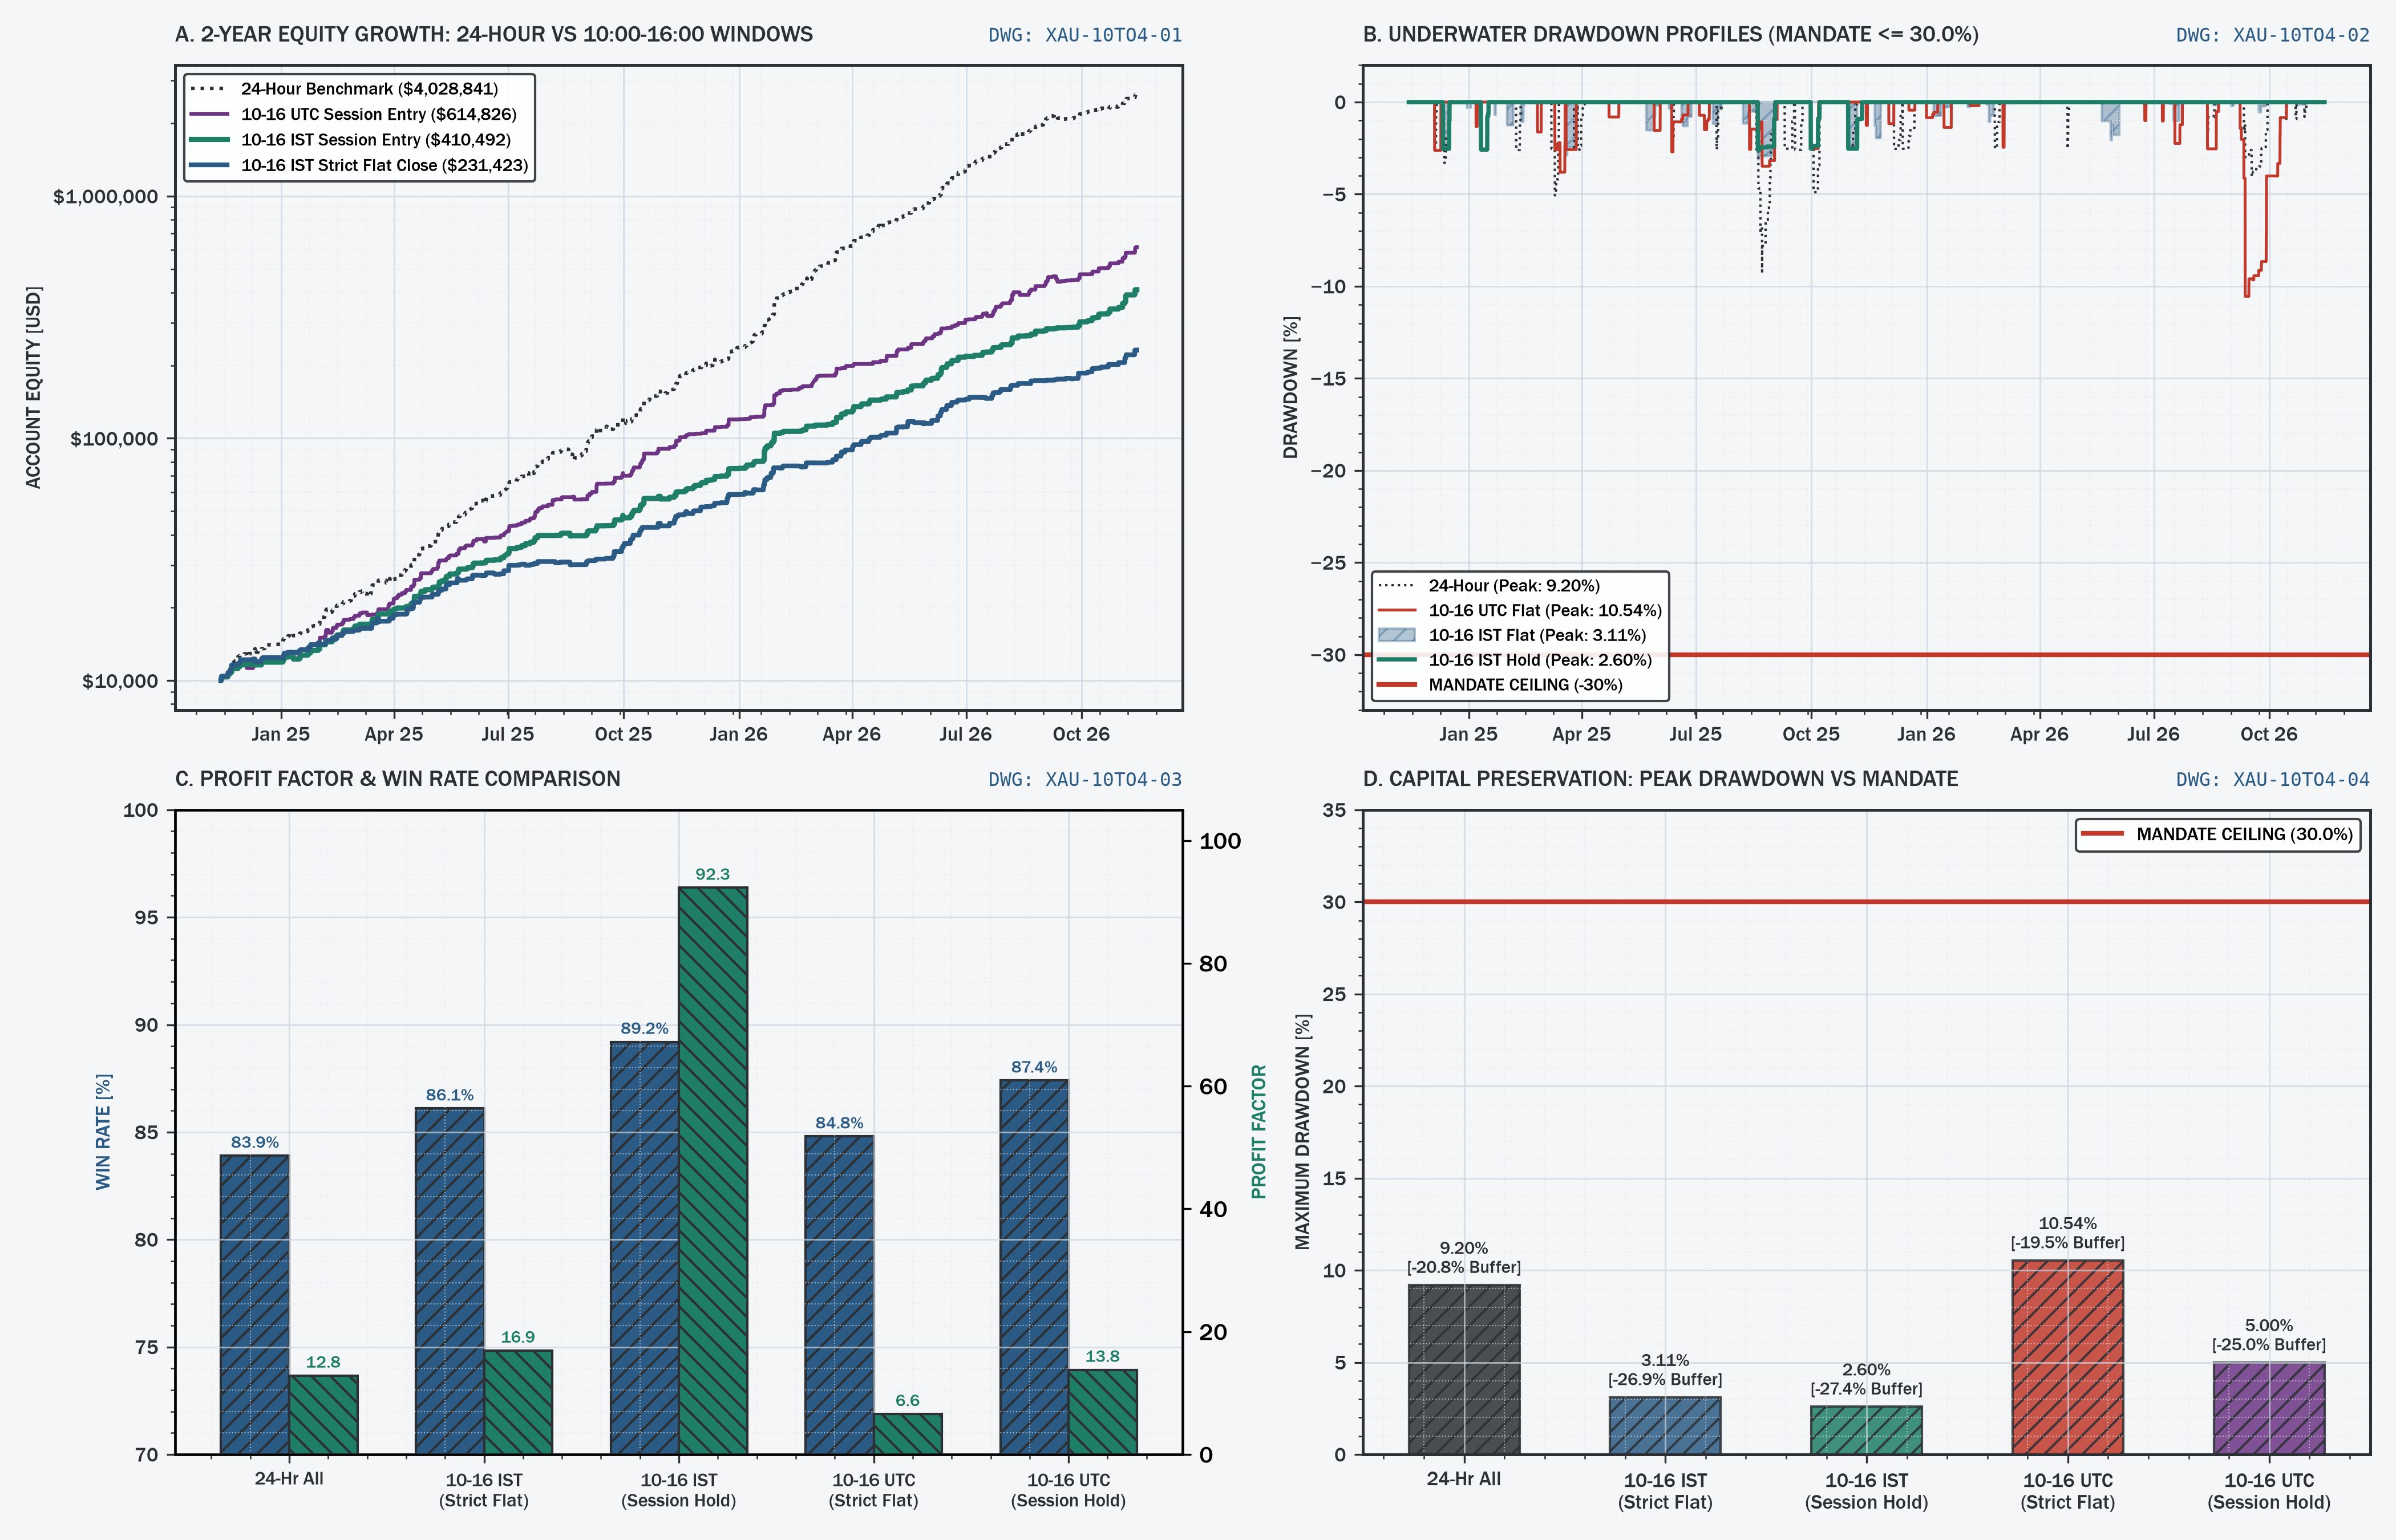 A. 2-YEAR EQUITY GROWTH: 24-HOUR VS 10:00-16:00 WINDOWS
DWG: XAU-10TO4-01
24-Hour Benchmark ($4,028,841)
10-16 UTC Session Entry ($614,826)
10-16 IST Session Entry ($410,492)
10-16 IST Strict Flat Close ($231,423)
ACCOUNT EQUITY [USD]
$1,000,000
$100,000
$10,000
Jan 25 Apr 25 Jul 25 Oct 25 Jan 26 Apr 26 Jul 26 Oct 26
B. UNDERWATER DRAWDOWN PROFILES (MANDATE <= 30.0%)
DWG: XAU-10TO4-02
DRAWDOWN [%]
0
−5
−10
−15
−20
−25
−30
24-Hour (Peak: 9.20%)
10-16 UTC Flat (Peak: 10.54%)
10-16 IST Flat (Peak: 3.11%)
10-16 IST Hold (Peak: 2.60%)
MANDATE CEILING (-30%)
Jan 25 Apr 25 Jul 25 Oct 25 Jan 26 Apr 26 Jul 26 Oct 26
C. PROFIT FACTOR & WIN RATE COMPARISON
DWG: XAU-10TO4-03
WIN RATE [%]
100
95
90
85
80
75
70
83.9%
12.8
86.1%
16.9
89.2%
92.3
84.8%
6.6
87.4%
13.8
100
80
60
40
20
0
PROFIT FACTOR
24-Hr All
10-16 IST
(Strict Flat)
10-16 IST
(Session Hold)
10-16 UTC
(Strict Flat)
10-16 UTC
(Session Hold)
D. CAPITAL PRESERVATION: PEAK DRAWDOWN VS MANDATE
DWG: XAU-10TO4-04
MANDATE CEILING (30.0%)
MAXIMUM DRAWDOWN [%]
35
30
25
20
15
10
5
0
9.20%
[-20.8% Buffer]
3.11%
[-26.9% Buffer]
2.60%
[-27.4% Buffer]
10.54%
[-19.5% Buffer]
5.00%
[-25.0% Buffer]
24-Hr All
10-16 IST
(Strict Flat)
10-16 IST
(Session Hold)
10-16 UTC
(Strict Flat)
10-16 UTC
(Session Hold)